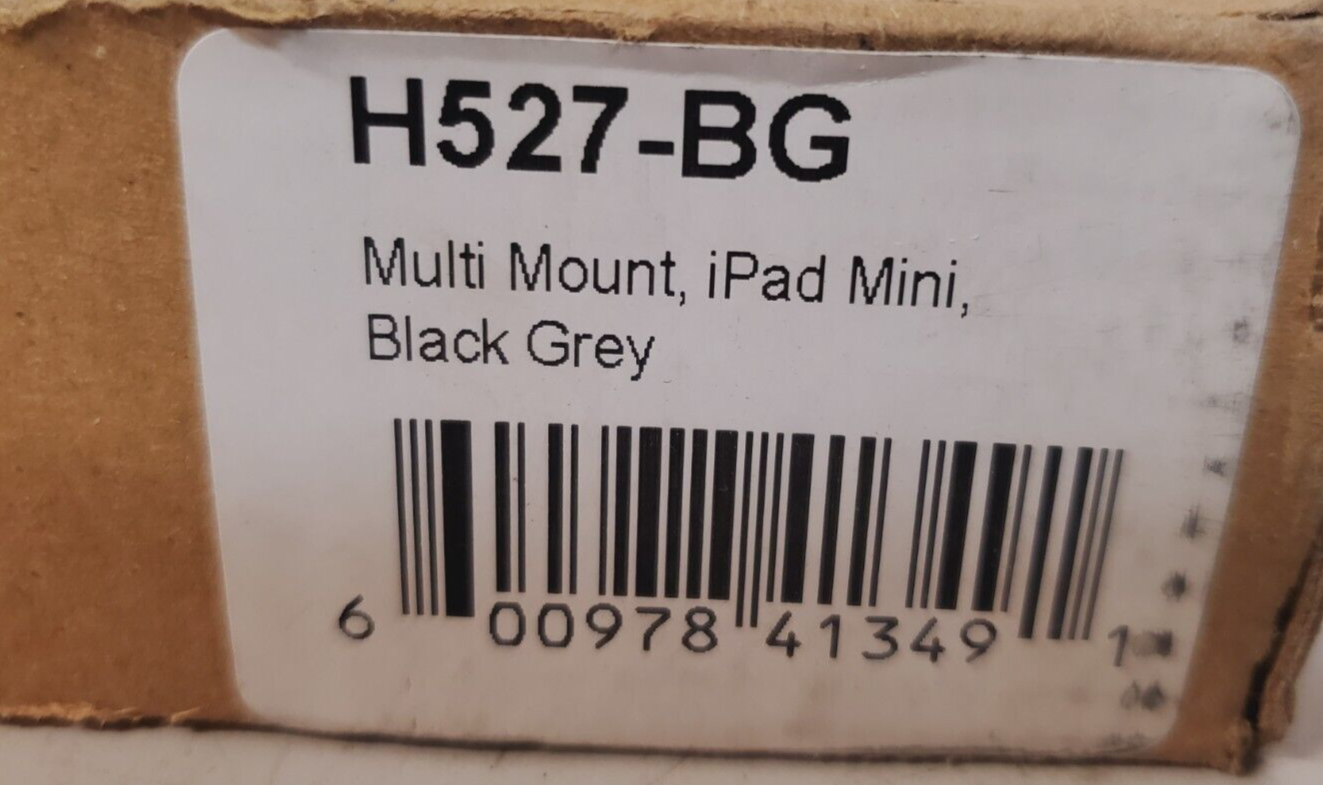 H527-BG
Multi Mount, iPad Mini,
Black Grey
6 00978 41349 1